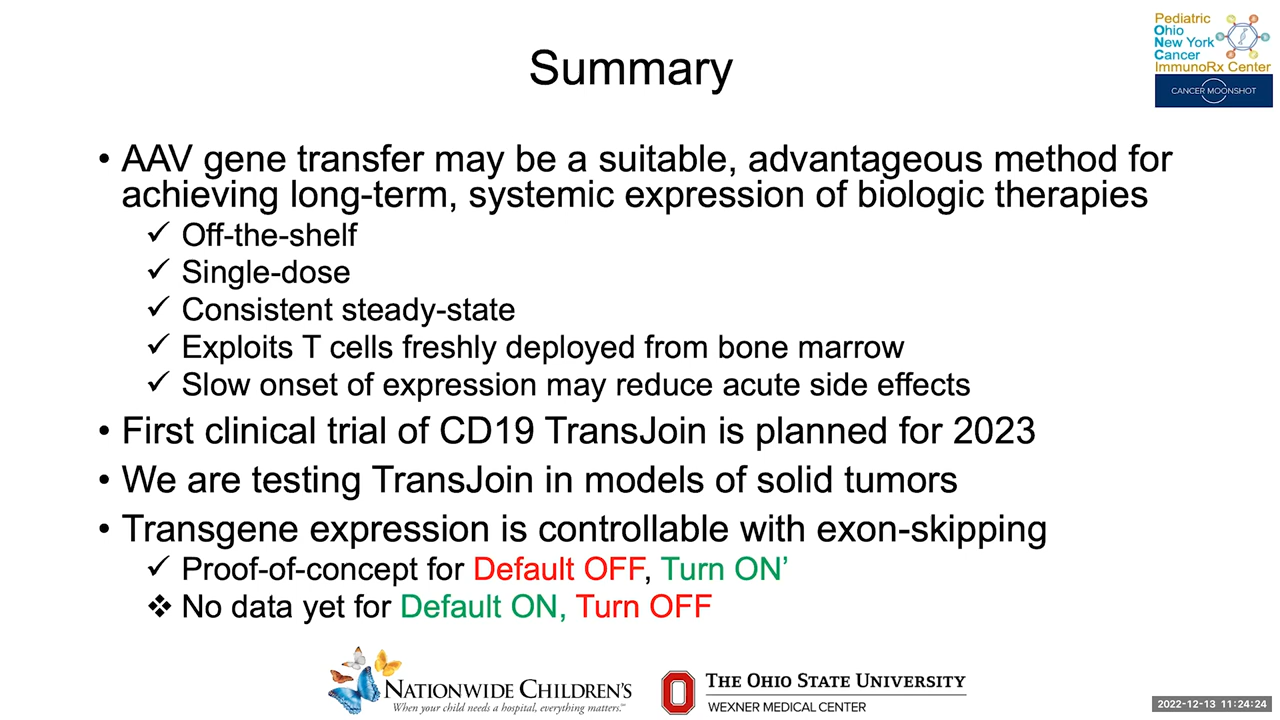 Pediatric
Ohio
New York
Cancer
ImmunoRx Center
CANCER MOONSHOT
Summary
• AAV gene transfer may be a suitable, advantageous method for
achieving long-term, systemic expression of biologic therapies
✓ Off-the-shelf
✓ Single-dose
✓ Consistent steady-state
✓ Exploits T cells freshly deployed from bone marrow
✓ Slow onset of expression may reduce acute side effects
• First clinical trial of CD19 TransJoin is planned for 2023
• We are testing TransJoin in models of solid tumors
• Transgene expression is controllable with exon-skipping
✓ Proof-of-concept for Default OFF, Turn ON’
❖ No data yet for Default ON, Turn OFF
NATIONWIDE CHILDREN'S
When your child needs a hospital, everything matters.℠
THE OHIO STATE UNIVERSITY
WEXNER MEDICAL CENTER
2022-12-13 11:24:24